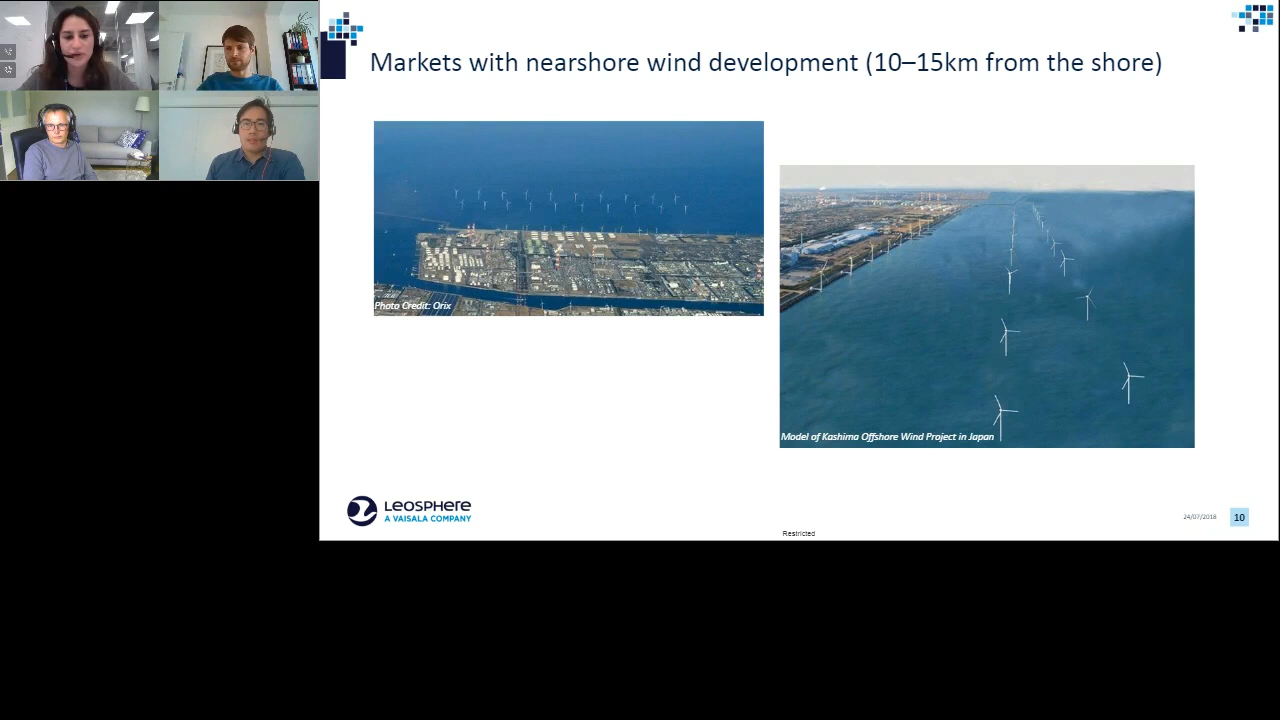 Markets with nearshore wind development (10–15km from the shore)
Photo Credit: Orix
Model of Kashima Offshore Wind Project in Japan
LEOSPHERE
A VAISALA COMPANY
24/07/2018
10
Restricted